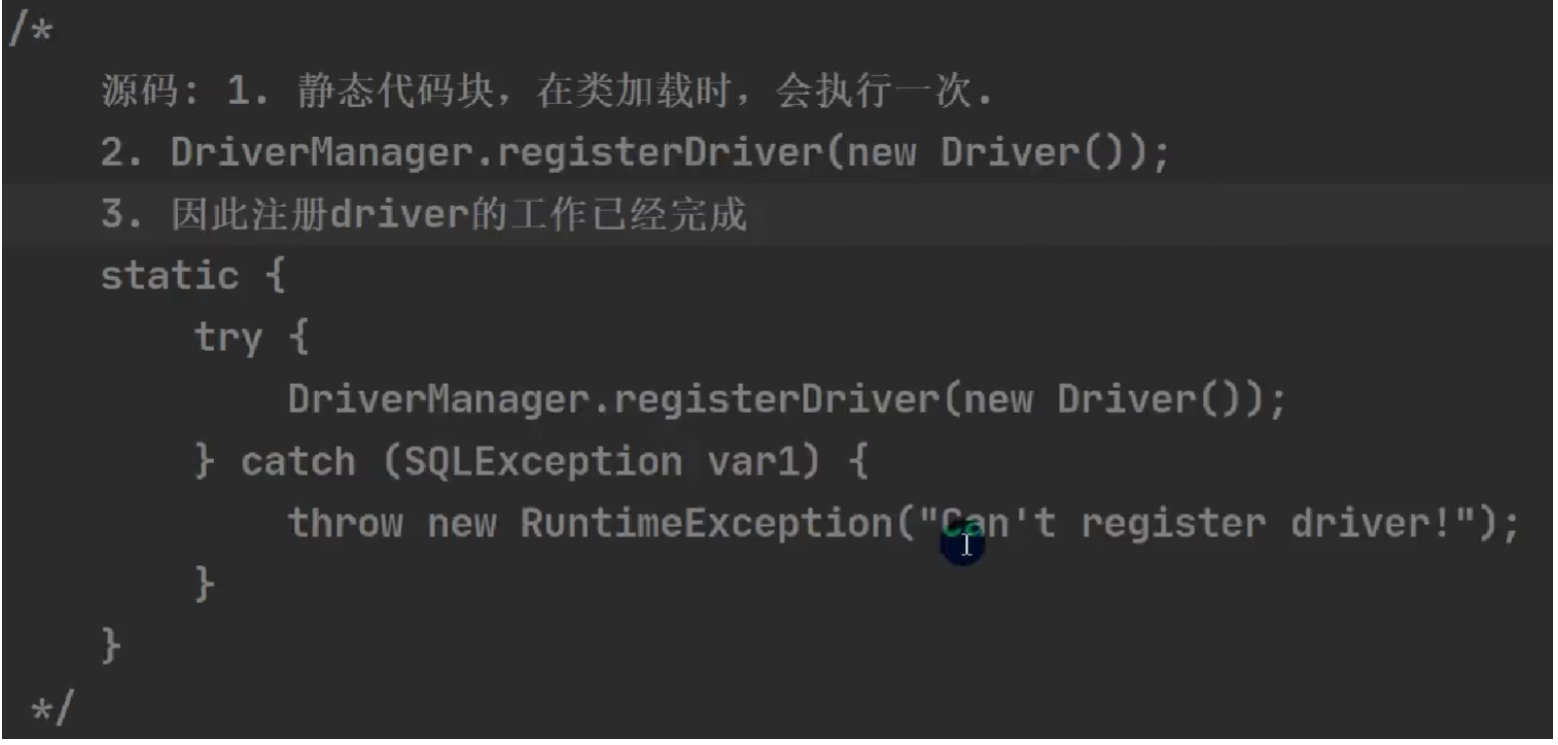 /*
源码: 1. 静态代码块，在类加载时，会执行一次.
2. DriverManager.registerDriver(new Driver());
3. 因此注册driver的工作已经完成
static {
try {
DriverManager.registerDriver(new Driver());
} catch (SQLException var1) {
throw new RuntimeException("Can't register driver!");
}
}
*/